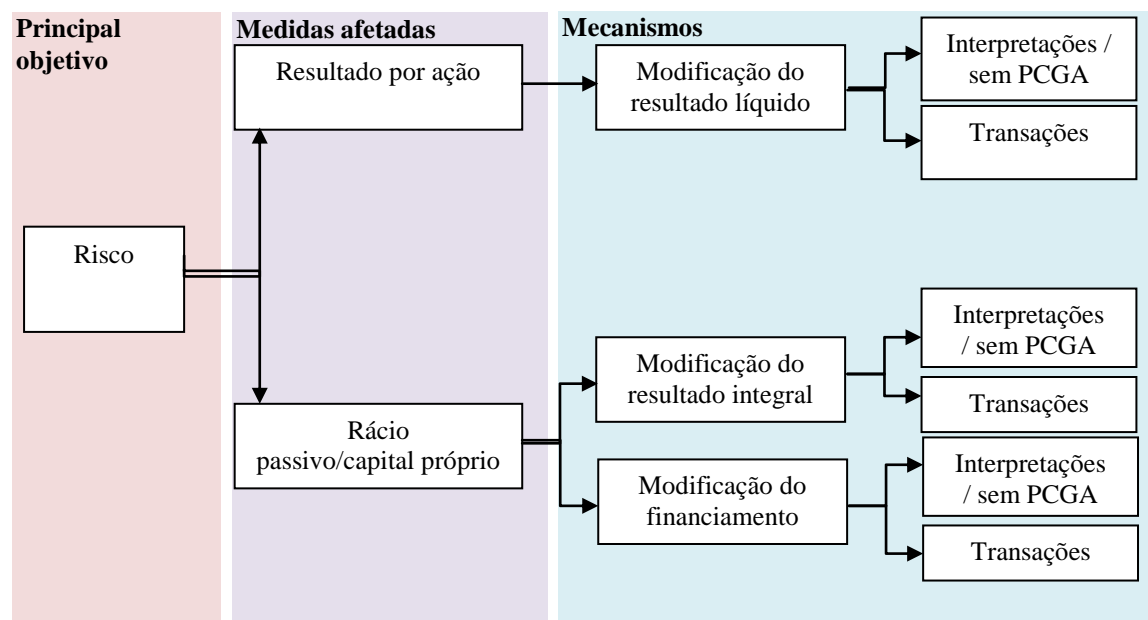 Principal
objetivo
Medidas afetadas
Mecanismos
Resultado por ação
Modificação do
resultado líquido
Interpretações /
sem PCGA
Transações
Risco
Rácio
passivo/capital próprio
Modificação do
resultado integral
Interpretações
/ sem PCGA
Transações
Modificação do
financiamento
Interpretações
/ sem PCGA
Transações